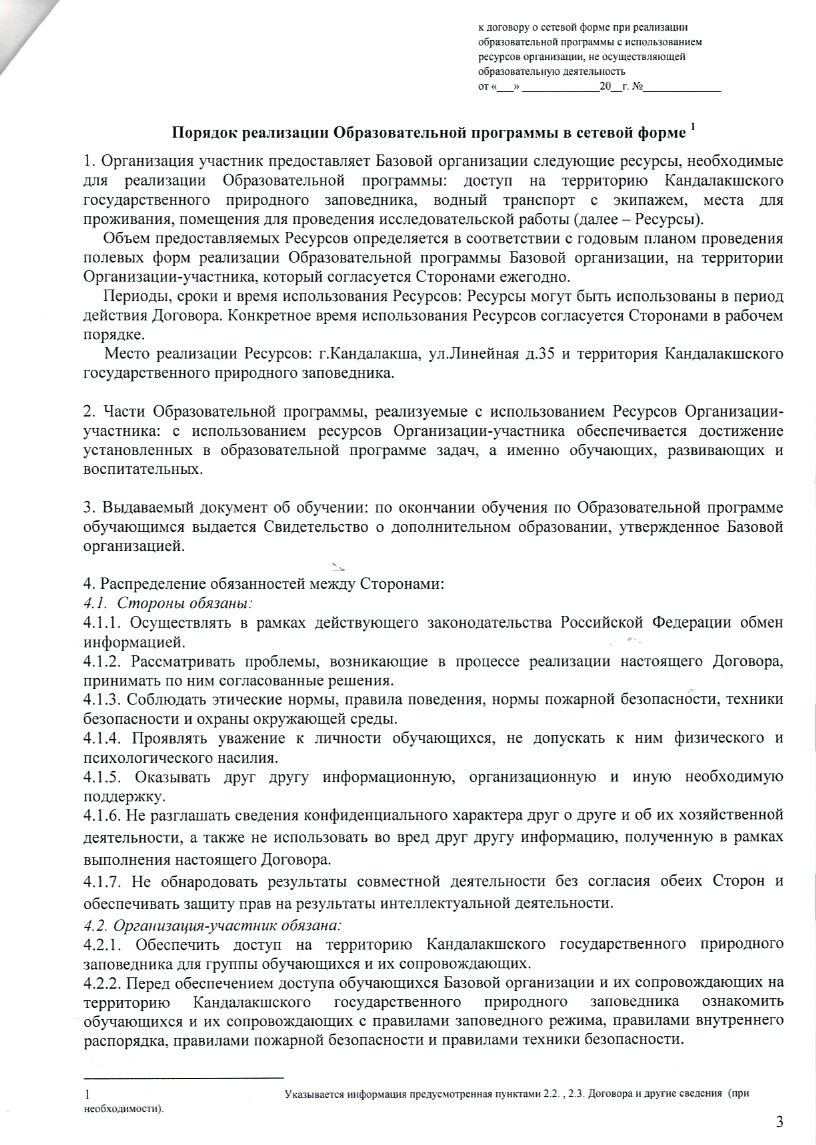 к договору о сетевой форме при реализации
образовательной программы с использованием
ресурсов организации, не осуществляющей
образовательную деятельность
от «___» ______________20__г. №______________
Порядок реализации Образовательной программы в сетевой форме 1
1. Организация участник предоставляет Базовой организации следующие ресурсы, необходимые
для реализации Образовательной программы: доступ на территорию Кандалакшского
государственного природного заповедника, водный транспорт с экипажем, места для
проживания, помещения для проведения исследовательской работы (далее – Ресурсы).
Объем предоставляемых Ресурсов определяется в соответствии с годовым планом проведения
полевых форм реализации Образовательной программы Базовой организации, на территории
Организации-участника, который согласуется Сторонами ежегодно.
Периоды, сроки и время использования Ресурсов: Ресурсы могут быть использованы в период
действия Договора. Конкретное время использования Ресурсов согласуется Сторонами в рабочем
порядке.
Место реализации Ресурсов: г.Кандалакша, ул.Линейная д.35 и территория Кандалакшского
государственного природного заповедника.
2. Части Образовательной программы, реализуемые с использованием Ресурсов Организации-
участника: с использованием ресурсов Организации-участника обеспечивается достижение
установленных в образовательной программе задач, а именно обучающих, развивающих и
воспитательных.
3. Выдаваемый документ об обучении: по окончании обучения по Образовательной программе
обучающимся выдается Свидетельство о дополнительном образовании, утвержденное Базовой
организацией.
4. Распределение обязанностей между Сторонами:
4.1. Стороны обязаны:
4.1.1. Осуществлять в рамках действующего законодательства Российской Федерации обмен
информацией.
4.1.2. Рассматривать проблемы, возникающие в процессе реализации настоящего Договора,
принимать по ним согласованные решения.
4.1.3. Соблюдать этические нормы, правила поведения, нормы пожарной безопасности, техники
безопасности и охраны окружающей среды.
4.1.4. Проявлять уважение к личности обучающихся, не допускать к ним физического и
психологического насилия.
4.1.5. Оказывать друг другу информационную, организационную и иную необходимую
поддержку.
4.1.6. Не разглашать сведения конфиденциального характера друг о друге и об их хозяйственной
деятельности, а также не использовать во вред друг другу информацию, полученную в рамках
выполнения настоящего Договора.
4.1.7. Не обнародовать результаты совместной деятельности без согласия обеих Сторон и
обеспечивать защиту прав на результаты интеллектуальной деятельности.
4.2. Организация-участник обязана:
4.2.1. Обеспечить доступ на территорию Кандалакшского государственного природного
заповедника для группы обучающихся и их сопровождающих.
4.2.2. Перед обеспечением доступа обучающихся Базовой организации и их сопровождающих на
территорию Кандалакшского государственного природного заповедника ознакомить
обучающихся и их сопровождающих с правилами заповедного режима, правилами внутреннего
распорядка, правилами пожарной безопасности и правилами техники безопасности.
1 Указывается информация предусмотренная пунктами 2.2. , 2.3. Договора и другие сведения (при
необходимости).
3